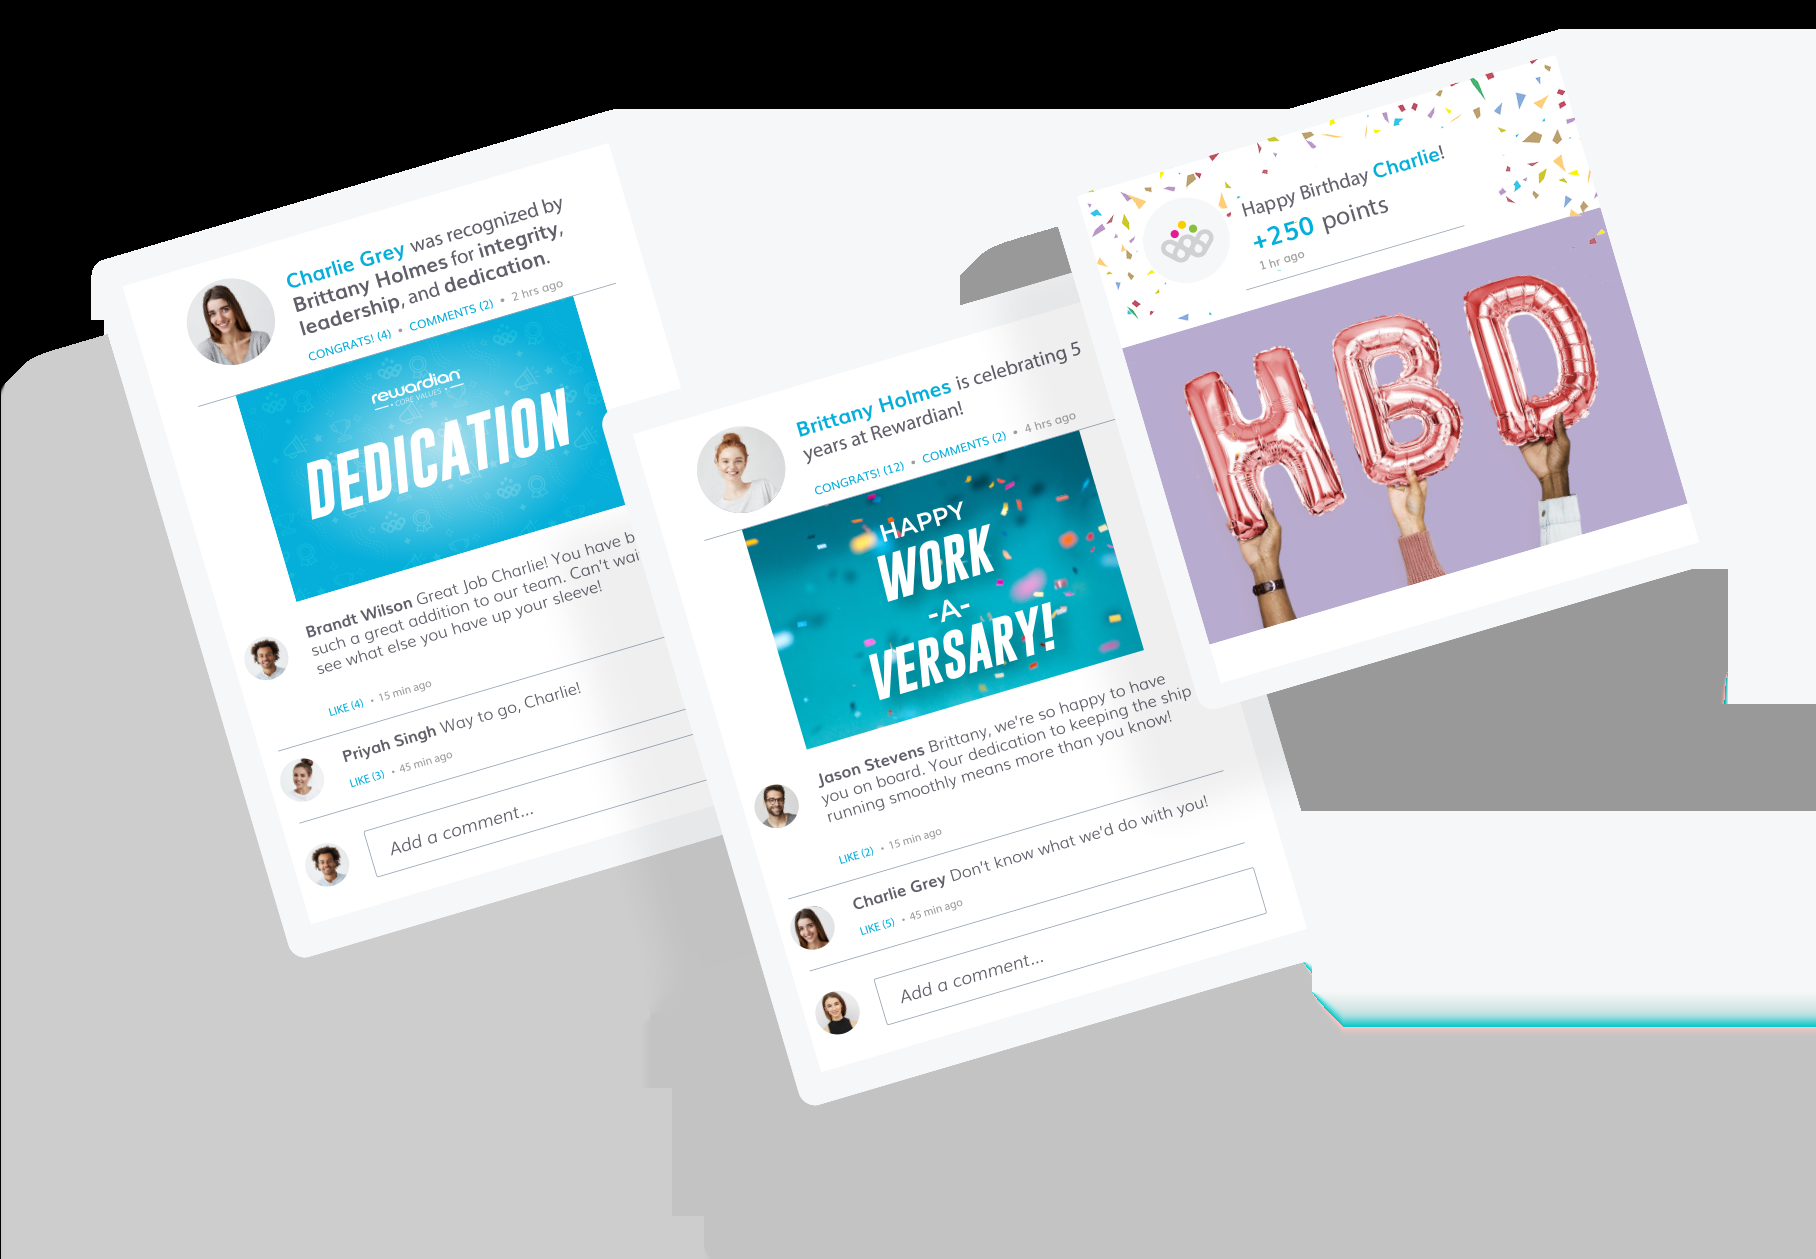 Charlie Grey was recognized by
Brittany Holmes for integrity,
leadership, and dedication.
CONGRATS! (4) • COMMENTS (2) • 2 hrs ago
rewardian
• CORE VALUES •
DEDICATION
Brandt Wilson Great Job Charlie! You have b
such a great addition to our team. Can't wai
see what else you have up your sleeve!
LIKE (4) • 15 min ago
Priyah Singh Way to go, Charlie!
LIKE (3) • 45 min ago
Add a comment...
Brittany Holmes is celebrating 5
years at Rewardian!
CONGRATS! (12) • COMMENTS (2) • 4 hrs ago
HAPPY
WORK
-A-
VERSARY!
Jason Stevens Brittany, we're so happy to have
you on board. Your dedication to keeping the ship
running smoothly means more than you know!
LIKE (2) • 15 min ago
Charlie Grey Don't know what we'd do with you!
LIKE (5) • 45 min ago
Add a comment...
Happy Birthday Charlie!
+250 points
1 hr ago
HBD